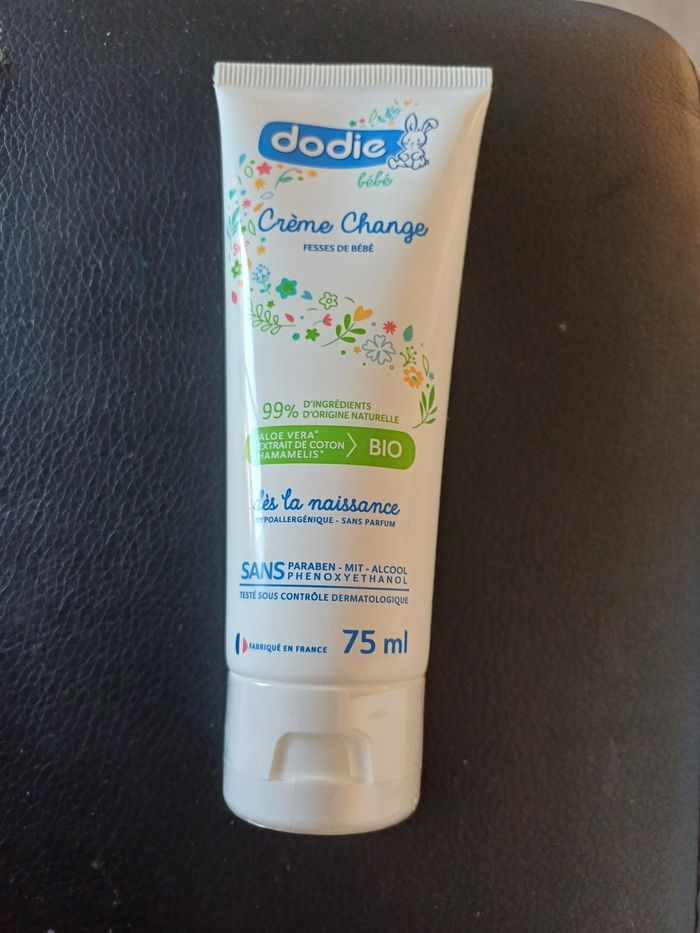 dodie
bébé
Crème Change
FESSES DE BÉBÉ
99% D'INGRÉDIENTS
D'ORIGINE NATURELLE
ALOE VERA*
EXTRAIT DE COTON
HAMAMELIS* BIO
dès la naissance
HYPOALLERGÉNIQUE - SANS PARFUM
SANS PARABEN - MIT - ALCOOL
PHENOXYETHANOL
TESTÉ SOUS CONTRÔLE DERMATOLOGIQUE
FABRIQUÉ EN FRANCE 75 ml